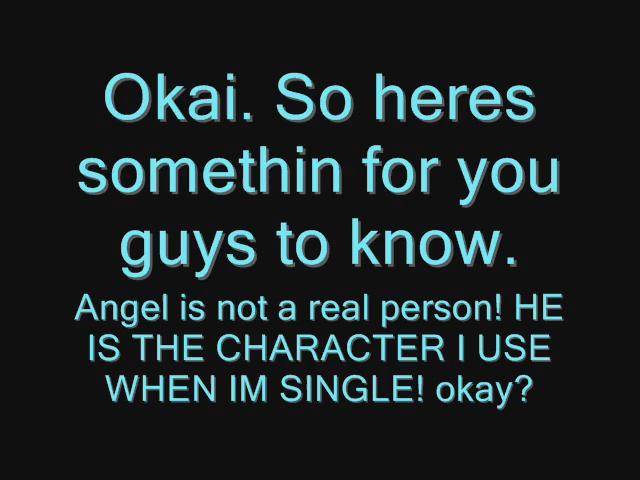 Okai. So heres
somethin for you
guys to know.
Angel is not a real person! HE
IS THE CHARACTER I USE
WHEN IM SINGLE! okay?